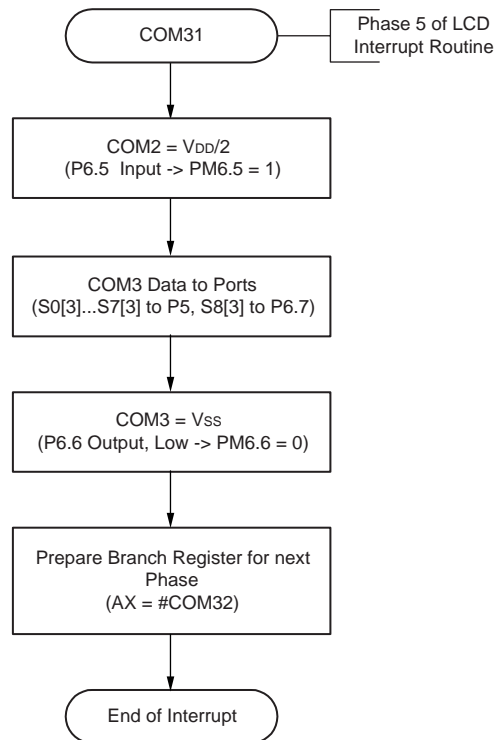 COM31
Phase 5 of LCD
Interrupt Routine
COM2 = VDD/2
(P6.5 Input -> PM6.5 = 1)
COM3 Data to Ports
(S0[3]...S7[3] to P5, S8[3] to P6.7)
COM3 = VSS
(P6.6 Output, Low -> PM6.6 = 0)
Prepare Branch Register for next
Phase
(AX = #COM32)
End of Interrupt